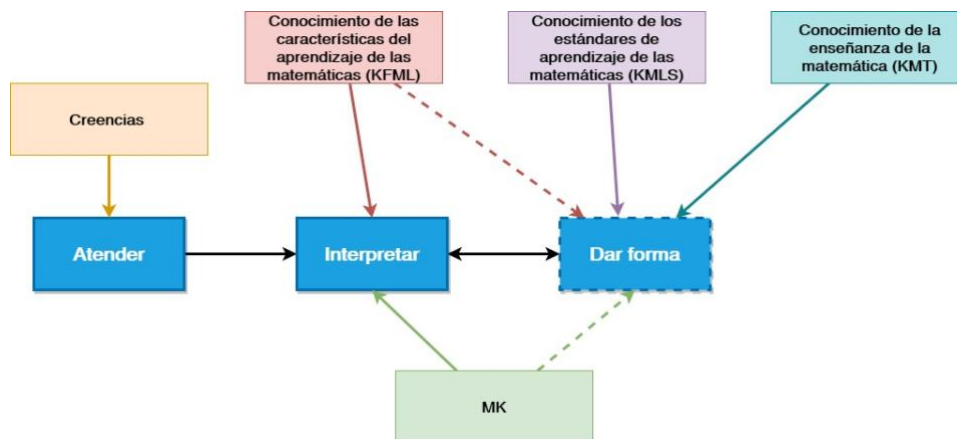 Conocimiento de las
características del
aprendizaje de las
matemáticas (KFML)
Conocimiento de los
estándares de
aprendizaje de las
matemáticas (KMLS)
Conocimiento de la
enseñanza de la
matemática (KMT)
Creencias
Atender
Interpretar
Dar forma
MK